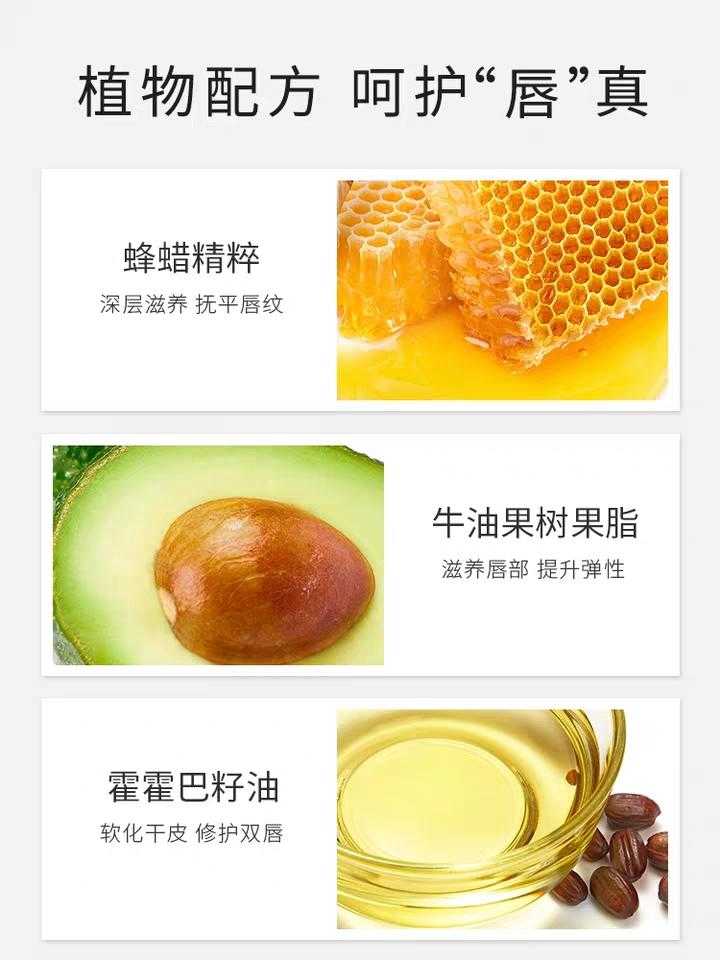 植物配方 呵护“唇”真
蜂蜡精粹
深层滋养 抚平唇纹
牛油果树果脂
滋养唇部 提升弹性
霍霍巴籽油
软化干皮 修护双唇